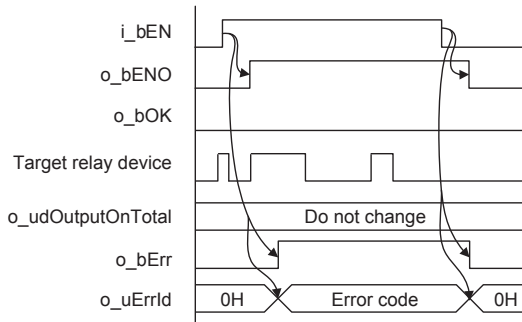 i_bEN
o_bENO
o_bOK
Target relay device
o_udOutputOnTotal Do not change
o_bErr
o_uErrId 0H Error code 0H